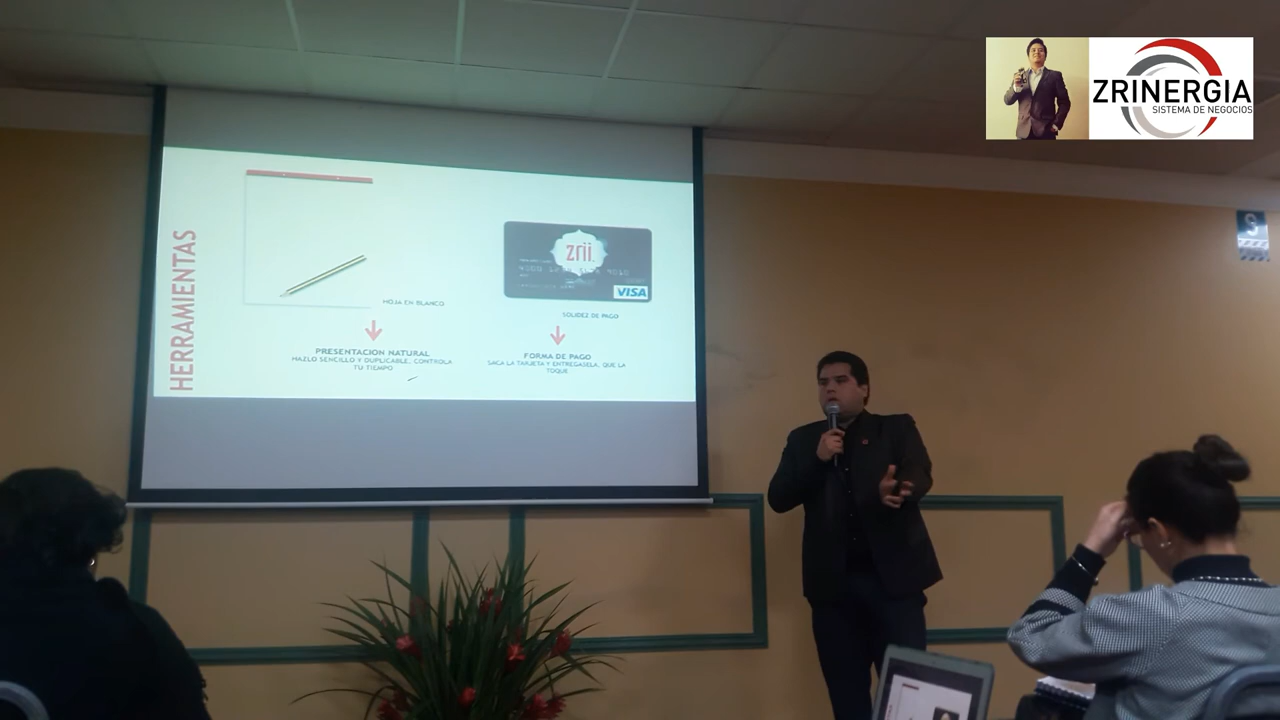 ZRINERGIA
SISTEMA DE NEGOCIOS
HERRAMIENTAS
HOJA EN BLANCO
PRESENTACION NATURAL
HAZLO SENCILLO Y DUPLICABLE, CONTROLA
TU TIEMPO
zrii
VISA
SOLIDEZ DE PAGO
FORMA DE PAGO
SACA LA TARJETA Y ENTREGASELA, QUE LA
TOQUE
S